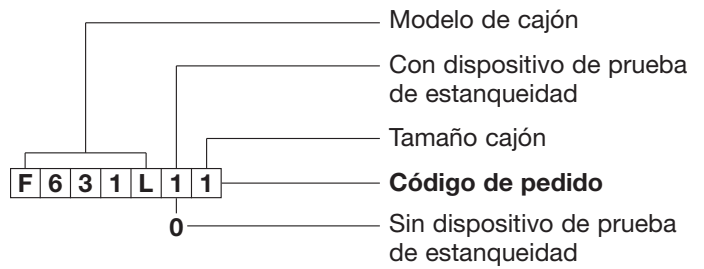 Modelo de cajón
Con dispositivo de prueba
de estanqueidad
Tamaño cajón
F 6 3 1 L 1 1
Código de pedido
0
Sin dispositivo de prueba
de estanqueidad